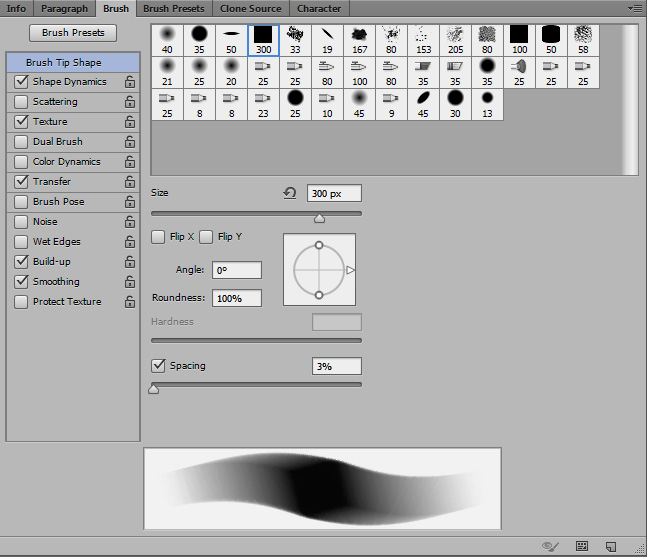 Info Paragraph Brush Brush Presets Clone Source Character
Brush Presets
Brush Tip Shape
Shape Dynamics
Scattering
Texture
Dual Brush
Color Dynamics
Transfer
Brush Pose
Noise
Wet Edges
Build-up
Smoothing
Protect Texture
40 35 50 300 33 19 167 80 153 205 80 100 50 58
21 25 20 25 25 80 100 80 35 35 35 25 25 25
25 8 8 23 25 10 45 9 45 30 13
Size 300 px
Flip X Flip Y
Angle: 0°
Roundness: 100%
Hardness
Spacing 3%